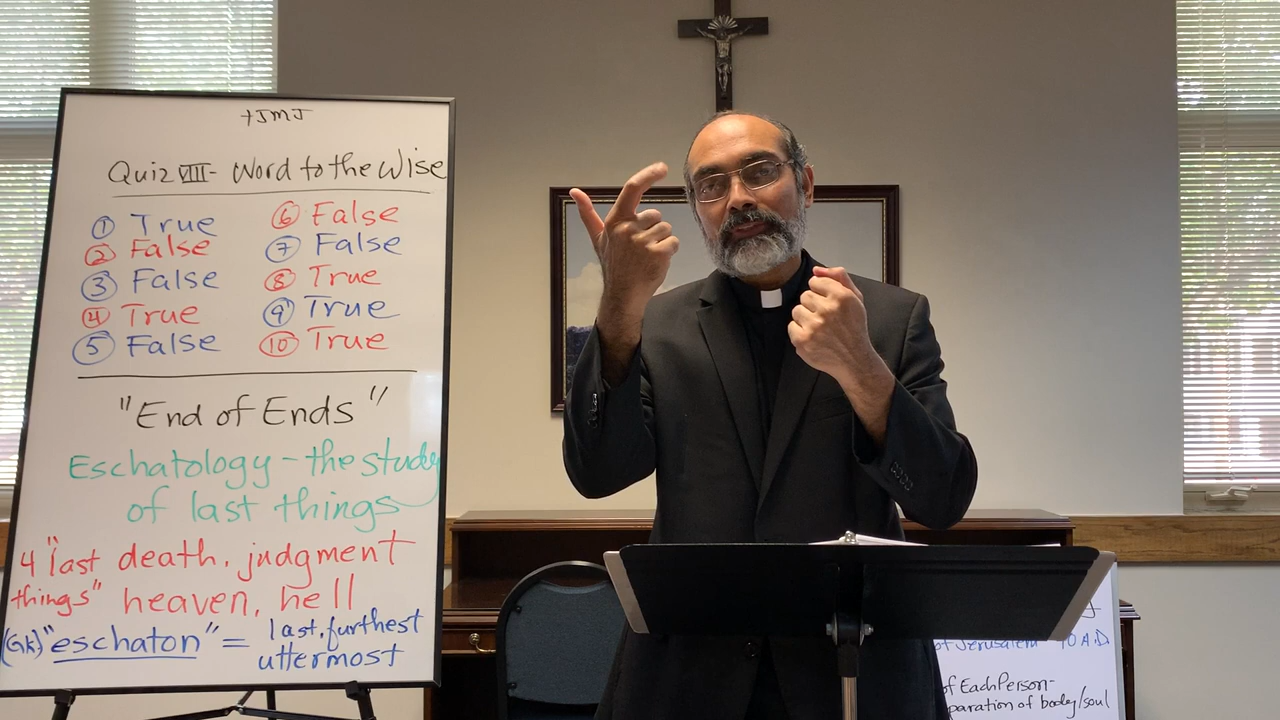 +JMJ
Quiz VIII - Word to the Wise
① True ⑥ False
② False ⑦ False
③ False ⑧ True
④ True ⑨ True
⑤ False ⑩ True
"End of Ends"
Eschatology - the study
of last things
4 "last death, judgment
things" heaven, hell
(Gk) "eschaton" = last, furthest
uttermost
of Jerusalem 70 A.D.
of Each Person-
paration of body/soul